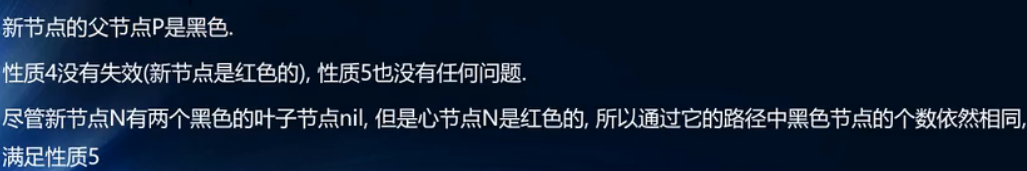 新节点的父节点P是黑色.
性质4没有失效(新节点是红色的), 性质5也没有任何问题.
尽管新节点N有两个黑色的叶子节点nil, 但是心节点N是红色的, 所以通过它的路径中黑色节点的个数依然相同,
满足性质5